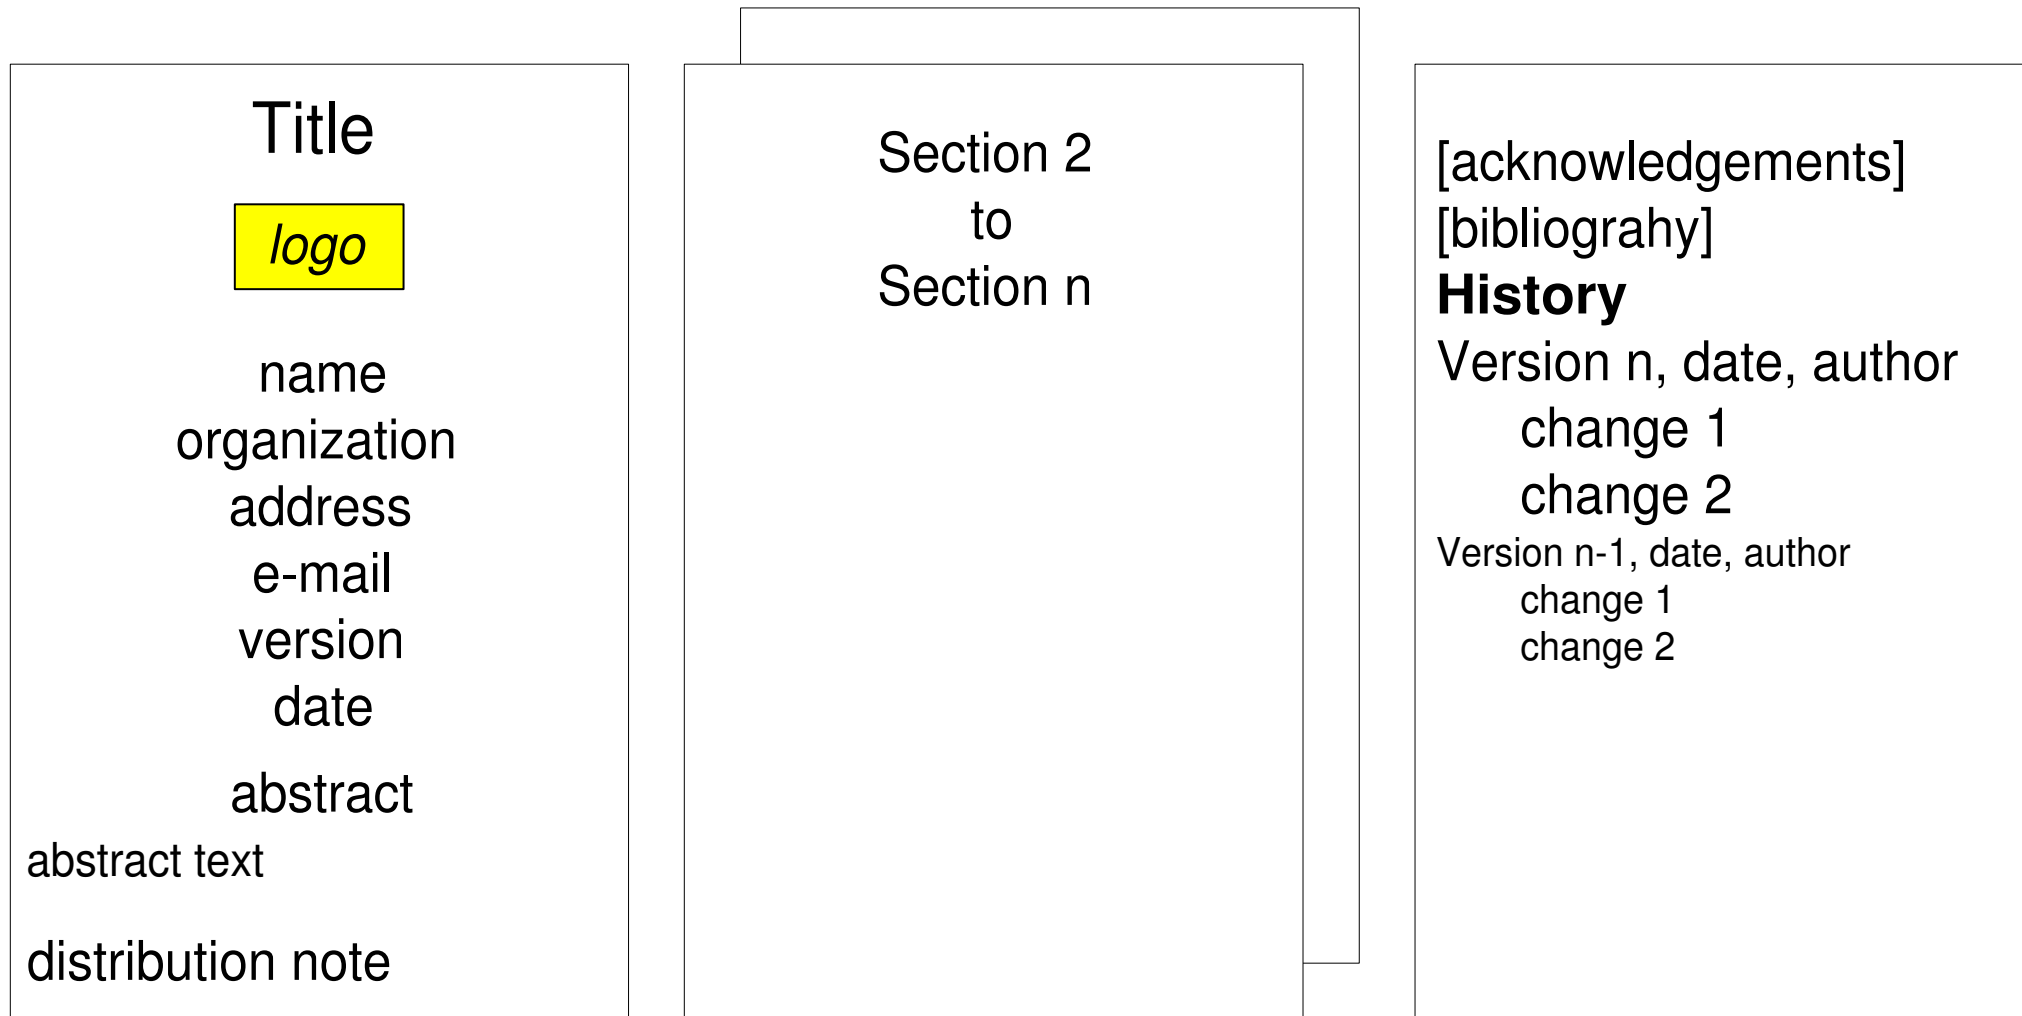 Title
logo
name
organization
address
e-mail
version
date
abstract
abstract text
distribution note
Section 2
to
Section n
[acknowledgements]
[bibliograhy]
History
Version n, date, author
change 1
change 2
Version n-1, date, author
change 1
change 2